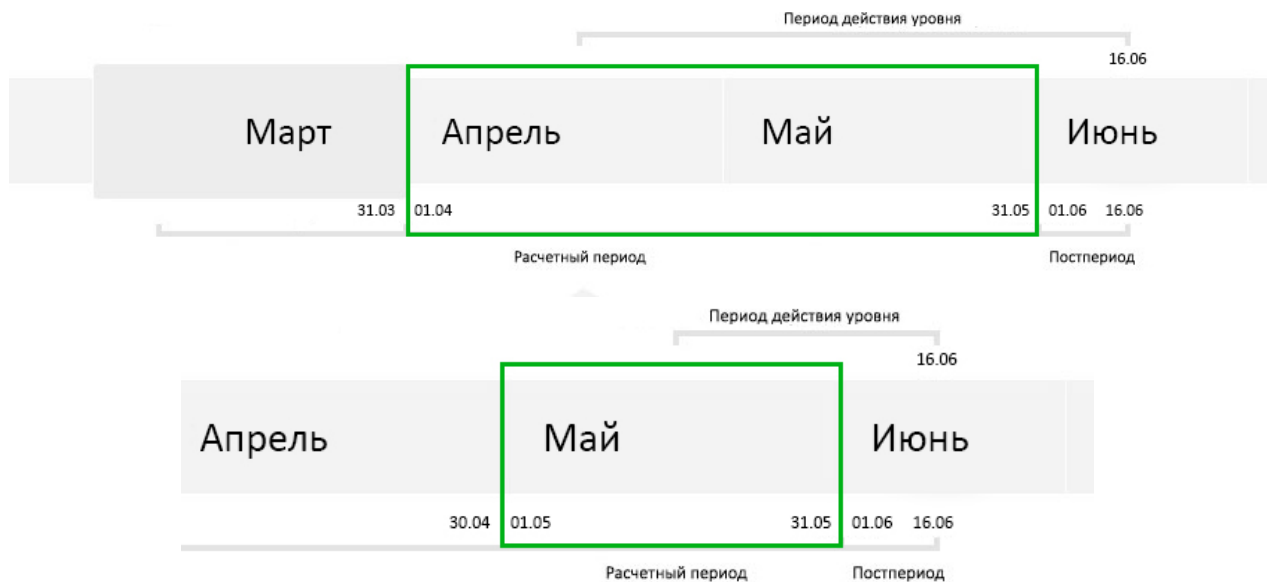 Период действия уровня
16.06
Март Апрель Май Июнь
31.03 01.04 31.05 01.06 16.06
Расчетный период Постпериод
Период действия уровня
16.06
Апрель Май Июнь
30.04 01.05 31.05 01.06 16.06
Расчетный период Постпериод